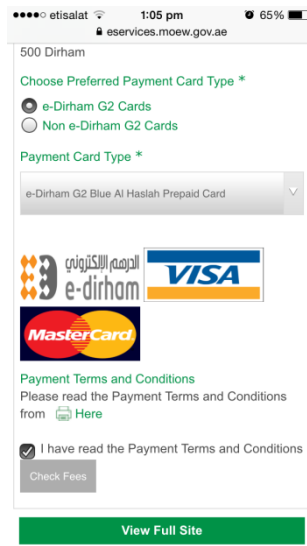 etisalat 1:05 pm 65%
eservices.moew.gov.ae
500 Dirham
Choose Preferred Payment Card Type *
e-Dirham G2 Cards
Non e-Dirham G2 Cards
Payment Card Type *
e-Dirham G2 Blue Al Haslah Prepaid Card
الدرهم الإلكتروني
e-dirham
VISA
MasterCard
Payment Terms and Conditions
Please read the Payment Terms and Conditions
from Here
I have read the Payment Terms and Conditions
Check Fees
View Full Site